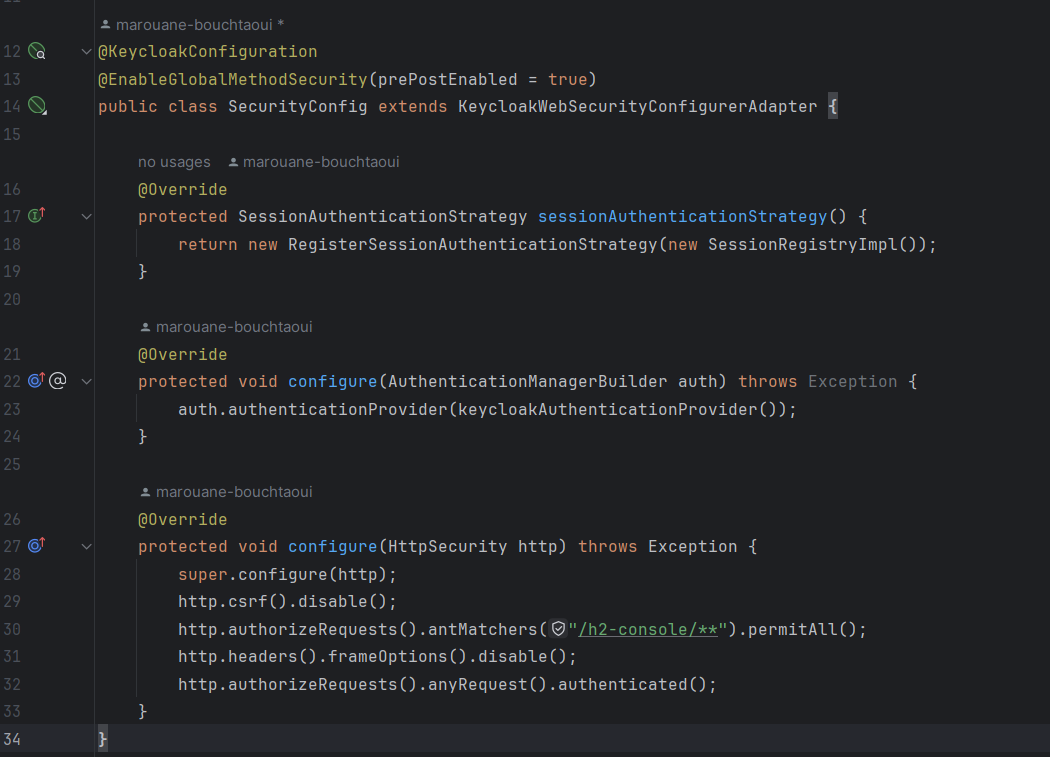 marouane-bouchtaoui *
12 @KeycloakConfiguration
13 @EnableGlobalMethodSecurity(prePostEnabled = true)
14 public class SecurityConfig extends KeycloakWebSecurityConfigurerAdapter {
15
no usages marouane-bouchtaoui
16 @Override
17 protected SessionAuthenticationStrategy sessionAuthenticationStrategy() {
18 return new RegisterSessionAuthenticationStrategy(new SessionRegistryImpl());
19 }
20
marouane-bouchtaoui
21 @Override
22 protected void configure(AuthenticationManagerBuilder auth) throws Exception {
23 auth.authenticationProvider(keycloakAuthenticationProvider());
24 }
25
marouane-bouchtaoui
26 @Override
27 protected void configure(HttpSecurity http) throws Exception {
28 super.configure(http);
29 http.csrf().disable();
30 http.authorizeRequests().antMatchers("/h2-console/**").permitAll();
31 http.headers().frameOptions().disable();
32 http.authorizeRequests().anyRequest().authenticated();
33 }
34 }